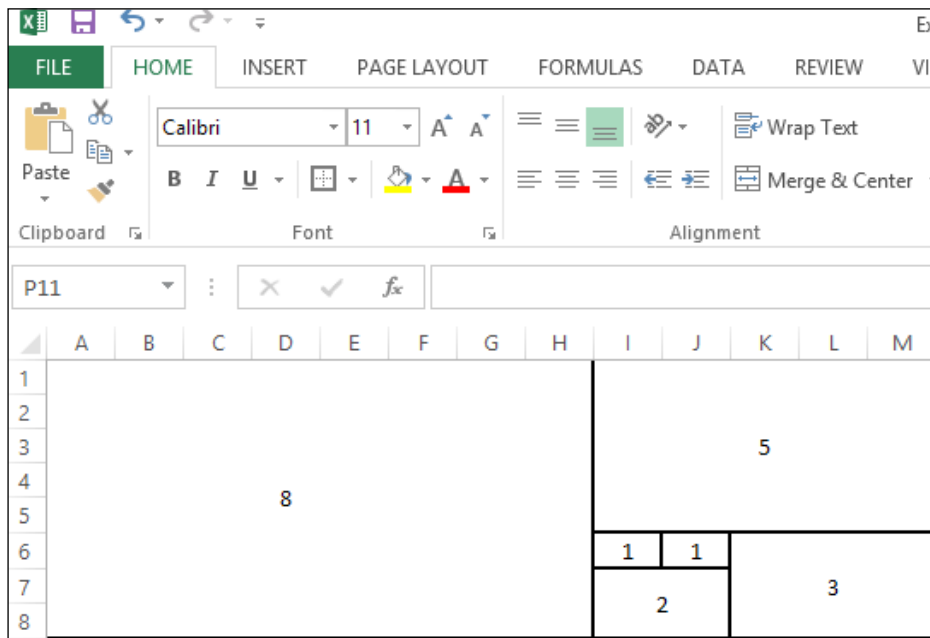 Ex
FILE HOME INSERT PAGE LAYOUT FORMULAS DATA REVIEW VI
Calibri 11 A A Wrap Text
Paste B I U A Merge & Center
Clipboard Font Alignment
P11 fx
A B C D E F G H I J K L M
1
2
3 5
4
8
5
6 1 1
7 3
2
8